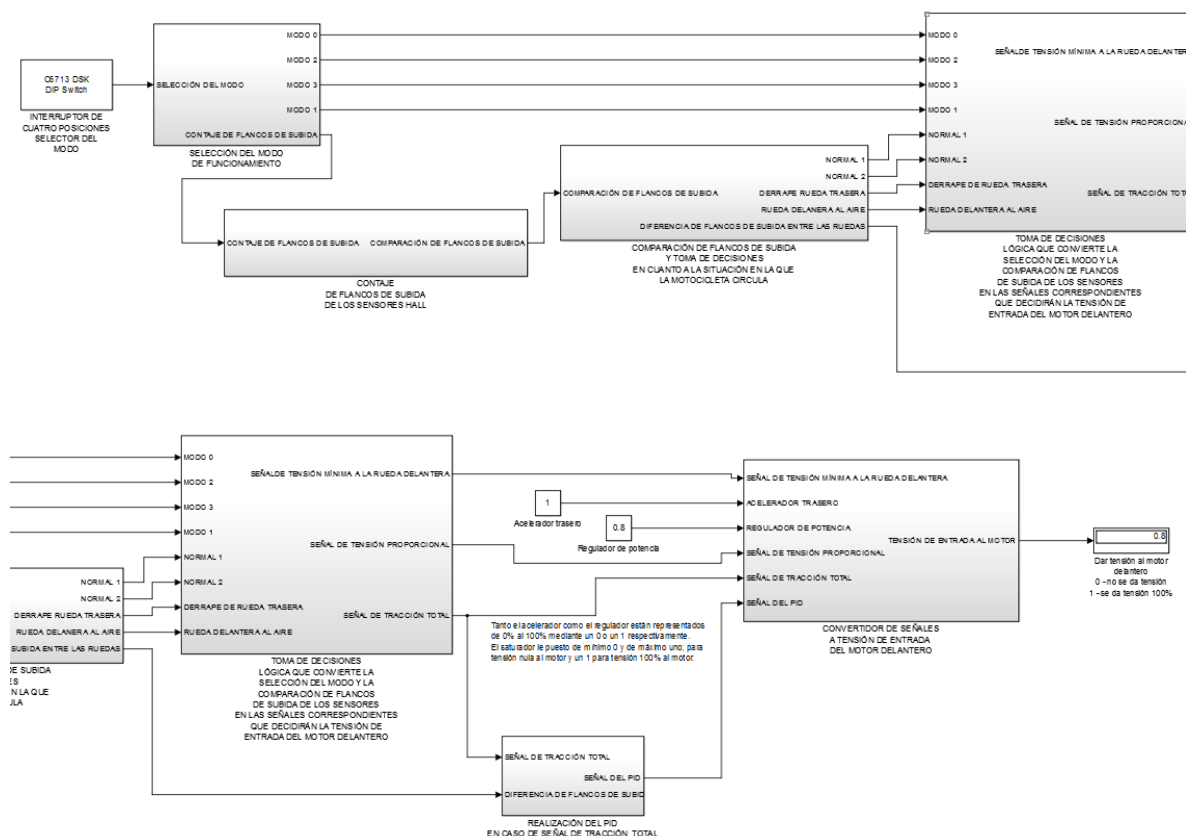 C6713 DSK
DIP Switch
INTERRUPTOR DE
CUATRO POSICIONES
SELECTOR DEL
MODO
SELECCIÓN DEL MODO
MODO 0
MODO 2
MODO 3
MODO 1
CONTAJE DE FLANCOS DE SUBIDA
SELECCIÓN DEL MODO
DE FUNCIONAMIENTO
CONTAJE DE FLANCOS DE SUBIDA
COMPARACIÓN DE FLANCOS DE SUBIDA
CONTAJE
DE FLANCOS DE SUBIDA
DE LOS SENSORES HALL
COMPARACIÓN DE FLANCOS DE SUBIDA
NORMAL 1
NORMAL 2
DERRAPE RUEDA TRASERA
RUEDA DELANERA AL AIRE
DIFERENCIA DE FLANCOS DE SUBIDA ENTRE LAS RUEDAS
COMPARACIÓN DE FLANCOS DE SUBIDA
Y TOMA DE DECISIONES
EN CUANTO A LA SITUACIÓN EN LA QUE
LA MOTOCICLETA CIRCULA
MODO 0
MODO 2
MODO 3
MODO 1
NORMAL 1
NORMAL 2
DERRAPE DE RUEDA TRASERA
RUEDA DELANTERA AL AIRE
SEÑALDE TENSIÓN MÍNIMA A LA RUEDA DELANTERA
SEÑAL DE TENSIÓN PROPORCIONA
SEÑAL DE TRACCIÓN TOTA
TOMA DE DECISIONES
LÓGICA QUE CONVIERTE LA
SELECCIÓN DEL MODO Y LA
COMPARACIÓN DE FLANCOS
DE SUBIDA DE LOS SENSORES
EN LAS SEÑALES CORRESPONDIENTES
QUE DECIDIRÁN LA TENSIÓN DE
ENTRADA DEL MOTOR DELANTERO
NORMAL 1
NORMAL 2
DERRAPE RUEDA TRASERA
RUEDA DELANERA AL AIRE
SUBIDA ENTRE LAS RUEDAS
DE SUBIDA
ES
N LA QUE
ULA
MODO 0
MODO 2
MODO 3
MODO 1
NORMAL 1
NORMAL 2
DERRAPE DE RUEDA TRASERA
RUEDA DELANTERA AL AIRE
SEÑALDE TENSIÓN MÍNIMA A LA RUEDA DELANTERA
SEÑAL DE TENSIÓN PROPORCIONAL
SEÑAL DE TRACCIÓN TOTAL
TOMA DE DECISIONES
LÓGICA QUE CONVIERTE LA
SELECCIÓN DEL MODO Y LA
COMPARACIÓN DE FLANCOS
DE SUBIDA DE LOS SENSORES
EN LAS SEÑALES CORRESPONDIENTES
QUE DECIDIRÁN LA TENSIÓN DE
ENTRADA DEL MOTOR DELANTERO
1
Acelerador trasero
0.8
Regulador de potencia
Tanto el acelerador como el regulador están representados
de 0% al 100% mediante un 0 o un 1 respectivamente.
El saturador le puesto de mínimo 0 y de máximo uno; para
tensión nula al motor y un 1 para tensión 100% al motor.
SEÑAL DE TRACCIÓN TOTAL
SEÑAL DEL PID
DIFERENCIA DE FLANCOS DE SUBID
REALIZACIÓN DEL PID
EN CASO DE SEÑAL DE TRACCIÓN TOTAL
SEÑAL DE TENSIÓN MÍNIMA A LA RUEDA DELANTERA
ACELERADOR TRASERO
REGULADOR DE POTENCIA
SEÑAL DE TENSIÓN PROPORCIONAL
SEÑAL DE TRACCIÓN TOTAL
SEÑAL DEL PID
TENSIÓN DE ENTRADA AL MOTOR
CONVERTIDOR DE SEÑALES
A TENSIÓN DE ENTRADA
DEL MOTOR DELANTERO
0.8
Dar tensión al motor
delantero
0 -no se da tensión
1 -se da tensión 100%